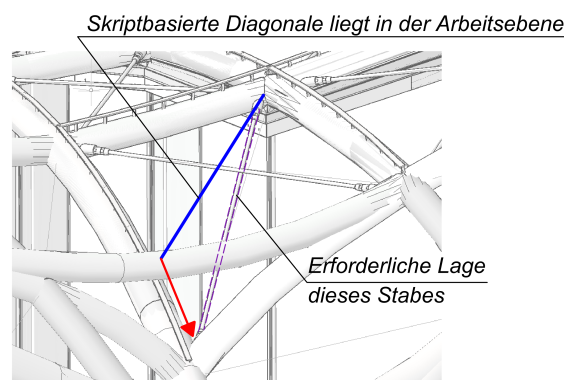 Skriptbasierte Diagonale liegt in der Arbeitsebene
Erforderliche Lage
dieses Stabes